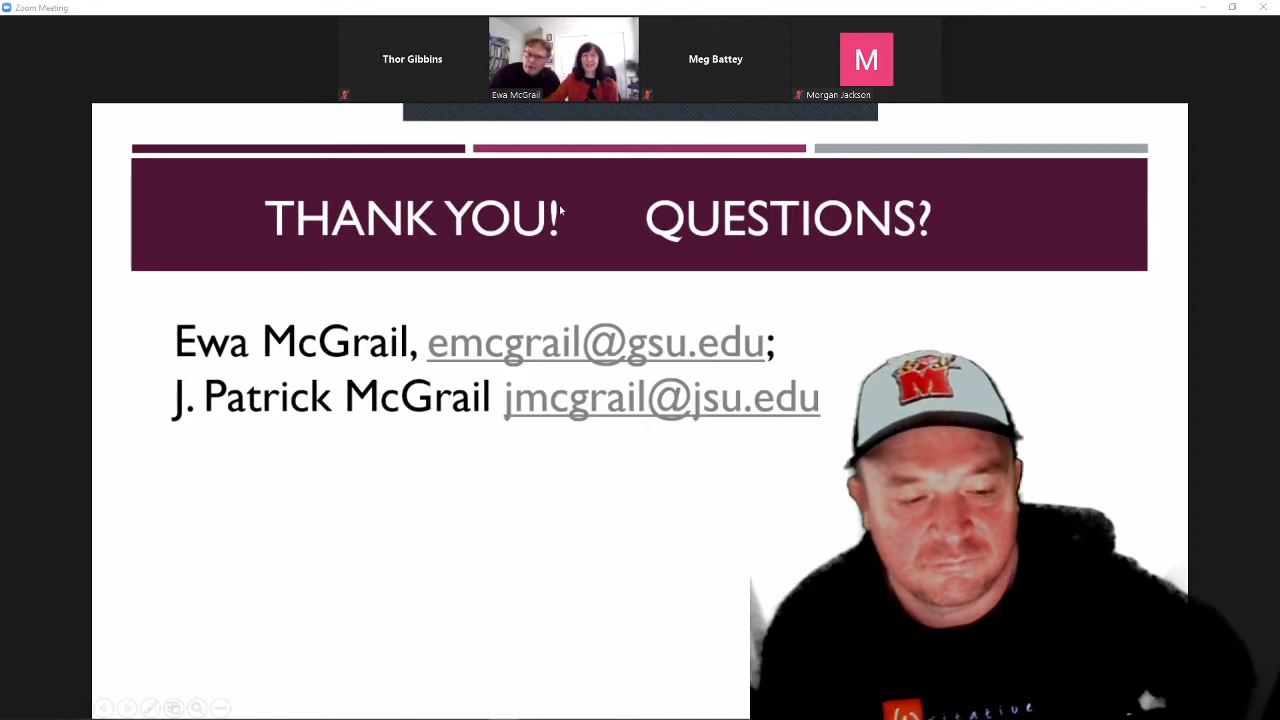 Zoom Meeting
Thor Gibbins
Ewa McGrail
Meg Battey
M
Morgan Jackson
THANK YOU! QUESTIONS?
Ewa McGrail, emcgrail@gsu.edu;
J. Patrick McGrail jmcgrail@jsu.edu
M